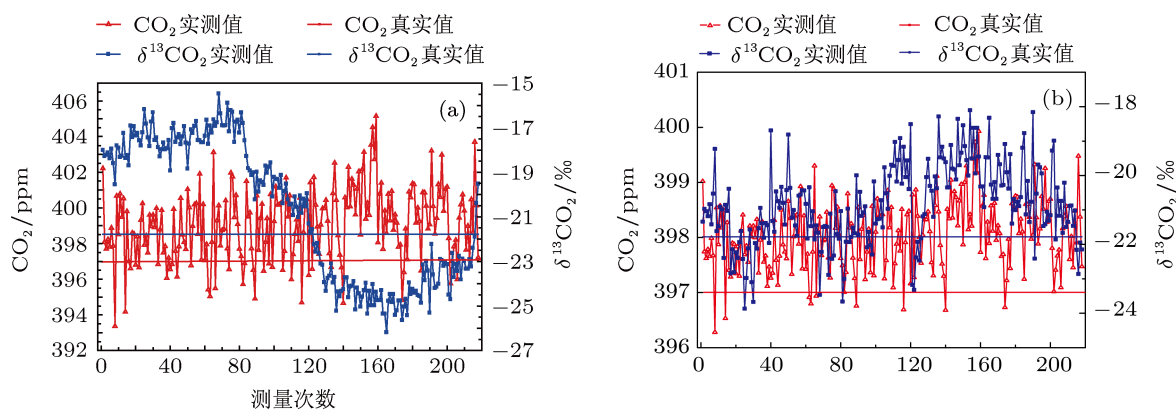 CO₂实测值 CO₂真实值
δ¹³CO₂实测值 δ¹³CO₂真实值
(a)
CO₂/ppm
406
404
402
400
398
396
394
392
−15
−17
−19
−21
−23
−25
−27
δ¹³CO₂/‰
0 40 80 120 160 200
测量次数
CO₂实测值 CO₂真实值
δ¹³CO₂实测值 δ¹³CO₂真实值
(b)
CO₂/ppm
401
400
399
398
397
396
−18
−20
−22
−24
δ¹³CO₂/‰
0 40 80 120 160 200